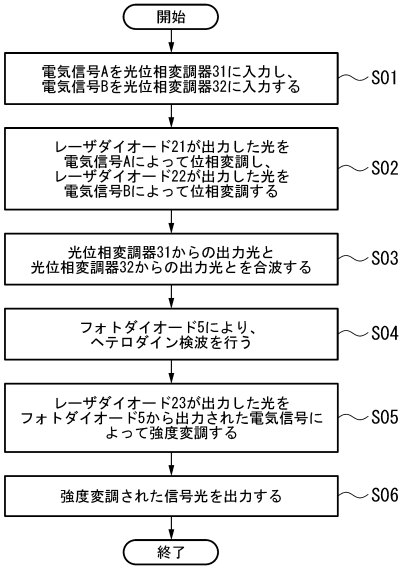 開始
電気信号Aを光位相変調器31に入力し、
電気信号Bを光位相変調器32に入力する
S01
レーザダイオード21が出力した光を
電気信号Aによって位相変調し、
レーザダイオード22が出力した光を
電気信号Bによって位相変調する
S02
光位相変調器31からの出力光と
光位相変調器32からの出力光とを合波する
S03
フォトダイオード5により、
ヘテロダイン検波を行う
S04
レーザダイオード23が出力した光を
フォトダイオード5から出力された電気信号に
よって強度変調する
S05
強度変調された信号光を出力する
S06
終了